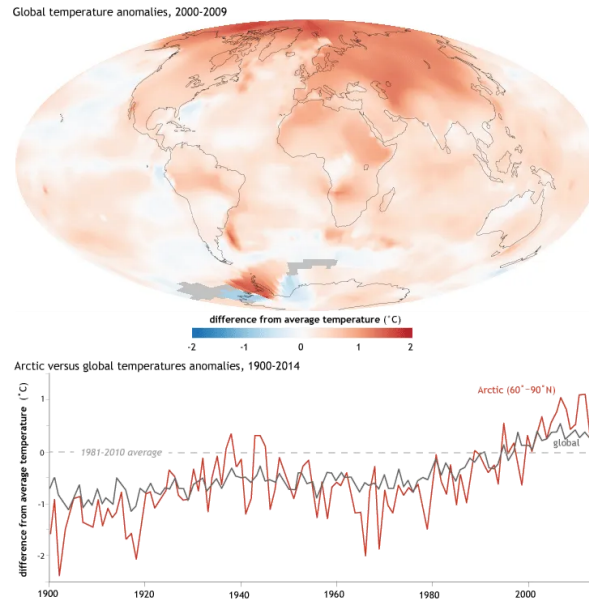 Global temperature anomalies, 2000-2009
difference from average temperature (°C)
-2 -1 0 1 2
Arctic versus global temperatures anomalies, 1900-2014
difference from average temperature (°C)
1
0
-1
-2
Arctic (60°-90°N)
global
1981-2010 average
1900 1920 1940 1960 1980 2000